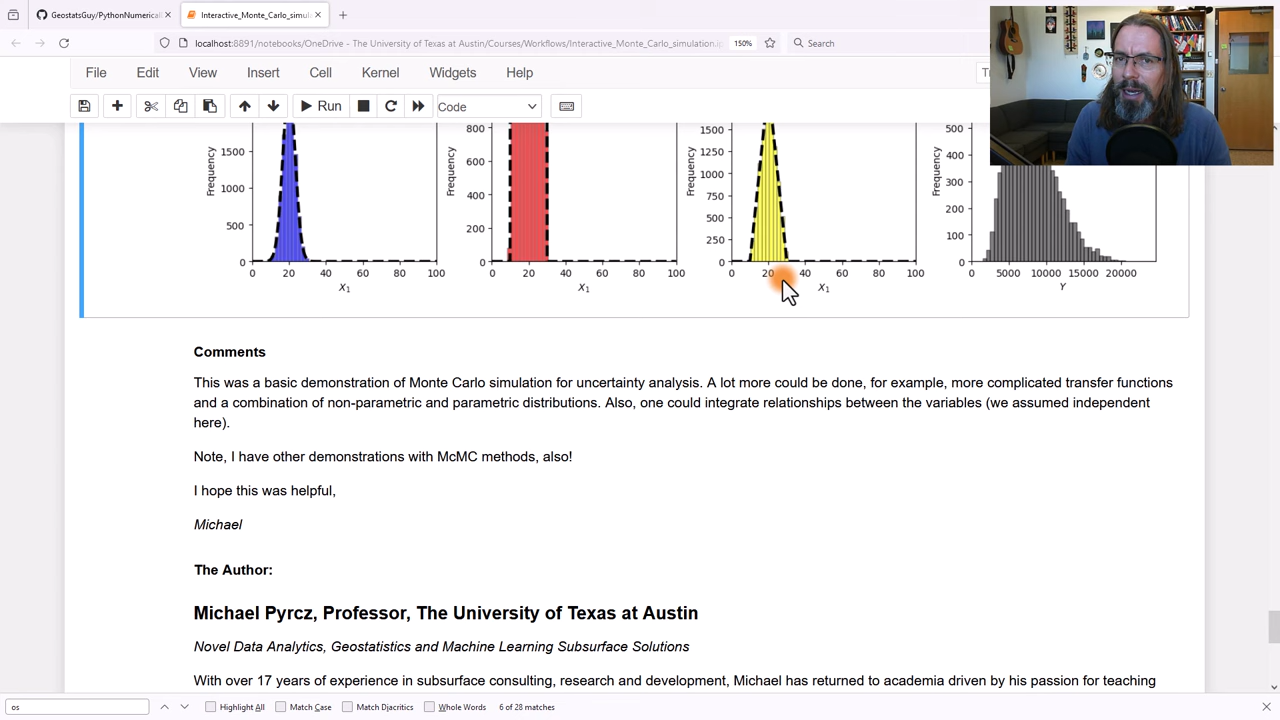 GeostatsGuy/PythonNumerical
Interactive_Monte_Carlo_simul
localhost:8891/notebooks/OneDrive - The University of Texas at Austin/Courses/Workflows/Interactive_Monte_Carlo_simulation.i
150%
Search
File Edit View Insert Cell Kernel Widgets Help
Run
Code
1500 1000 500 0
Frequency
0 20 40 60 80 100
X1
800 600 400 200 0
Frequency
0 20 40 60 80 100
X1
1500 1250 1000 750 500 250 0
Frequency
0 20 40 60 80 100
X1
500 400 300 200 100 0
Frequency
0 5000 10000 15000 20000
Y
Comments
This was a basic demonstration of Monte Carlo simulation for uncertainty analysis. A lot more could be done, for example, more complicated transfer functions
and a combination of non-parametric and parametric distributions. Also, one could integrate relationships between the variables (we assumed independent
here).
Note, I have other demonstrations with McMC methods, also!
I hope this was helpful,
Michael
The Author:
Michael Pyrcz, Professor, The University of Texas at Austin
Novel Data Analytics, Geostatistics and Machine Learning Subsurface Solutions
With over 17 years of experience in subsurface consulting, research and development, Michael has returned to academia driven by his passion for teaching
os
Highlight All Match Case Match Diacritics Whole Words 6 of 28 matches